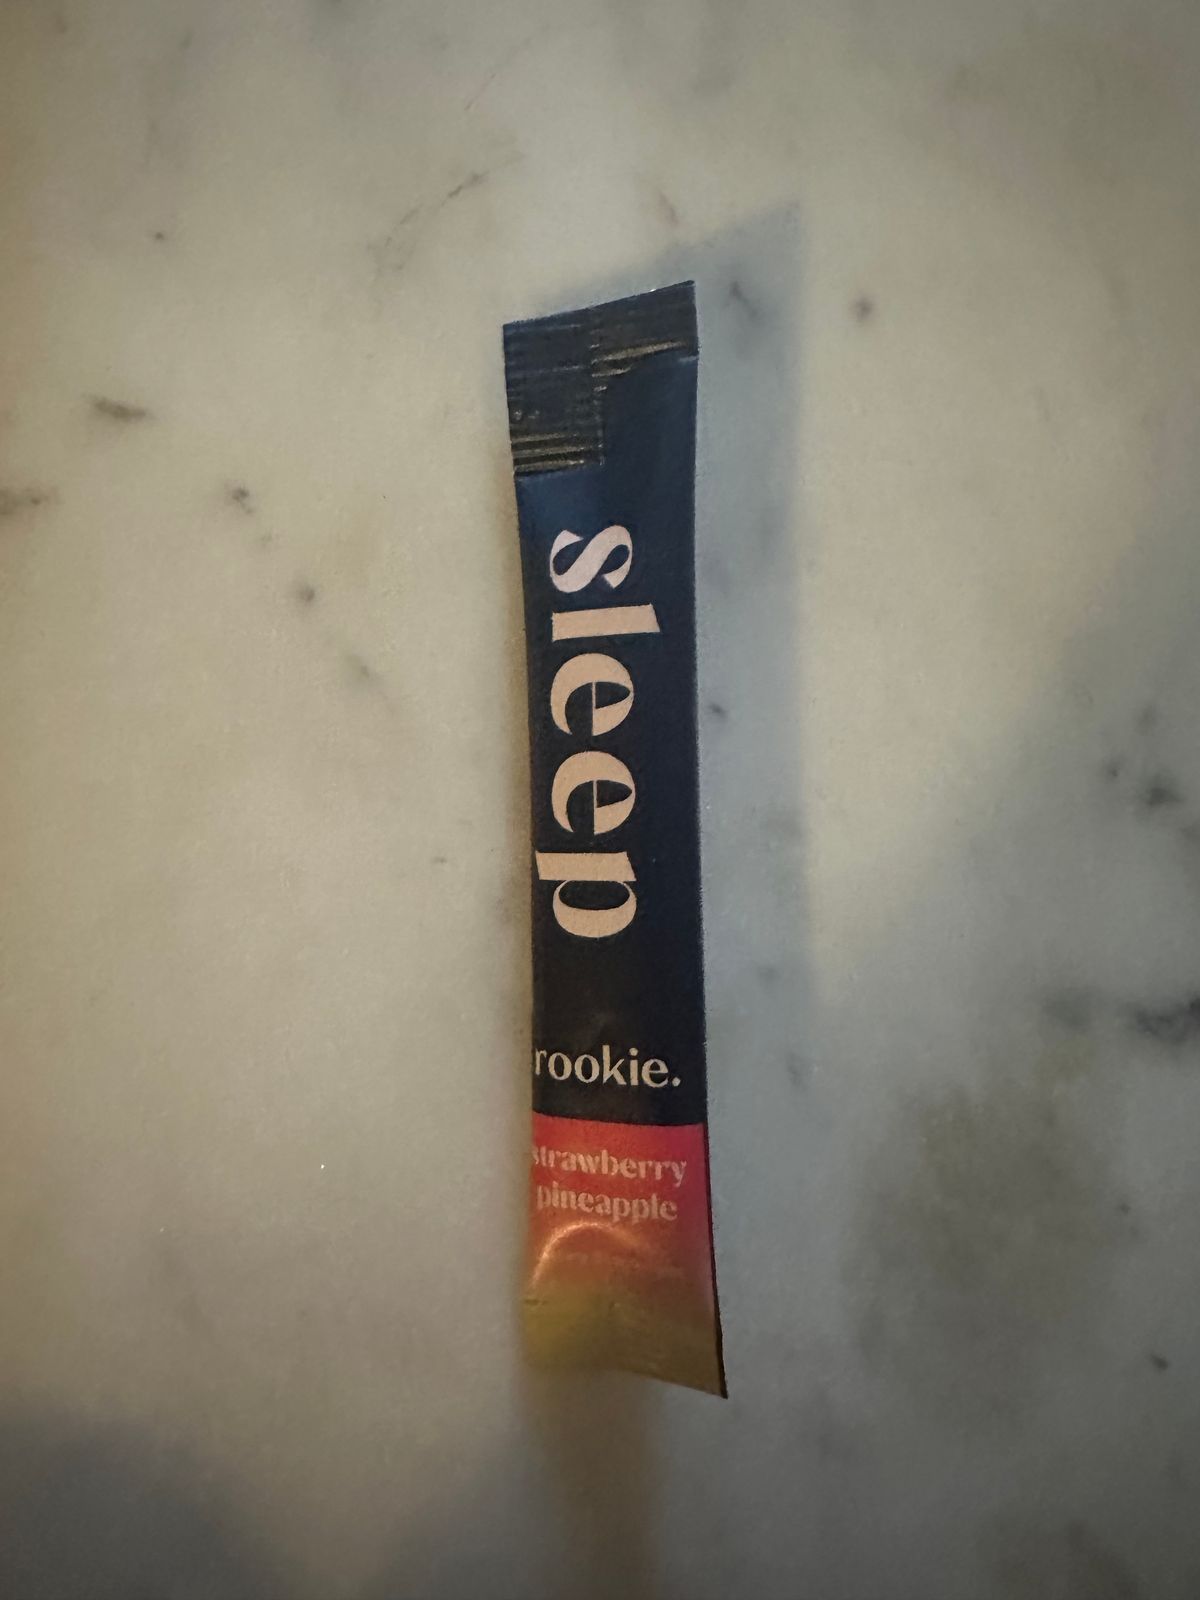 sleep
rookie.
strawberry
pineapple